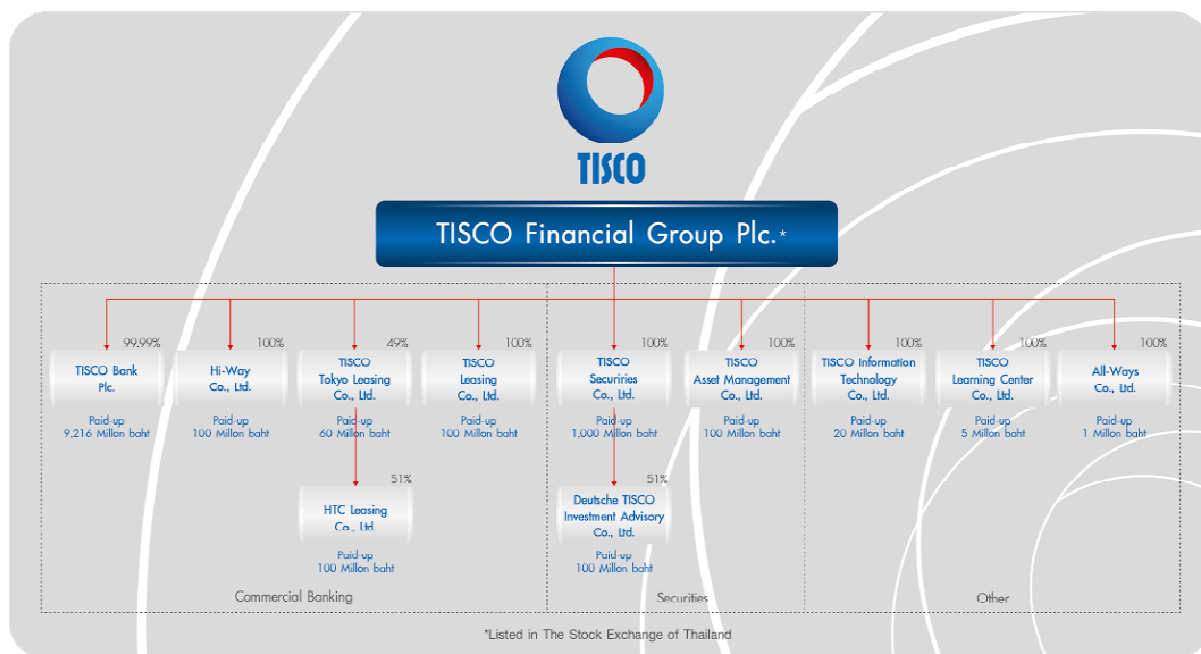 TISCO
TISCO Financial Group Plc.*
99.99%
TISCO Bank
Plc.
Paid-up
9,216 Millon baht
100%
Hi-Way
Co., Ltd.
Paid-up
100 Millon baht
49%
TISCO
Tokyo Leasing
Co., Ltd.
Paid-up
60 Millon baht
100%
TISCO
Leasing
Co., Ltd.
Paid-up
100 Millon baht
100%
TISCO
Securiries
Co., Ltd.
Paid-up
1,000 Millon baht
100%
TISCO
Asset Management
Co., Ltd.
Paid-up
100 Millon baht
100%
TISCO Information
Technology
Co., Ltd.
Paid-up
20 Millon baht
100%
TISCO
Learning Center
Co., Ltd.
Paid-up
5 Millon baht
100%
All-Ways
Co., Ltd.
Paid-up
1 Millon baht
51%
HTC Leasing
Co., Ltd.
Paid-up
100 Millon baht
51%
Deutsche TISCO
Investment Advisory
Co., Ltd.
Paid-up
100 Millon baht
Commercial Banking
Securities
Other
*Listed in The Stock Exchange of Thailand